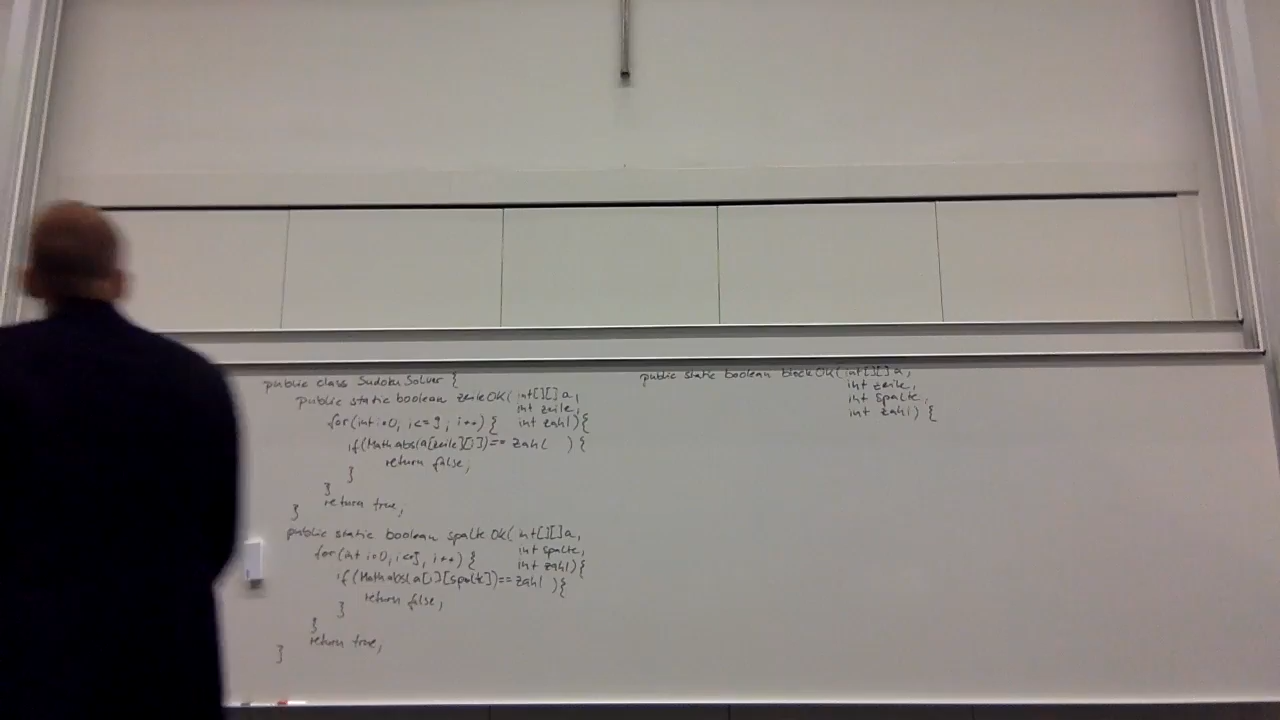 public class SudokuSolver {
public static boolean zeileOK(int[][] a,
int zeile,
int zahl){
for(int i=0; i<=9; i++) {
if(Math.abs(a[zeile][i])== zahl ) {
return false;
}
}
return true;
}
public static boolean spalteOK(int[][] a,
int spalte,
int zahl){
for(int i=0; i<=9; i++) {
if(Math.abs(a[i][spalte])==zahl ){
return false;
}
}
return true;
}
public static boolean blockOK(int[][] a,
int zeile,
int spalte,
int zahl) {